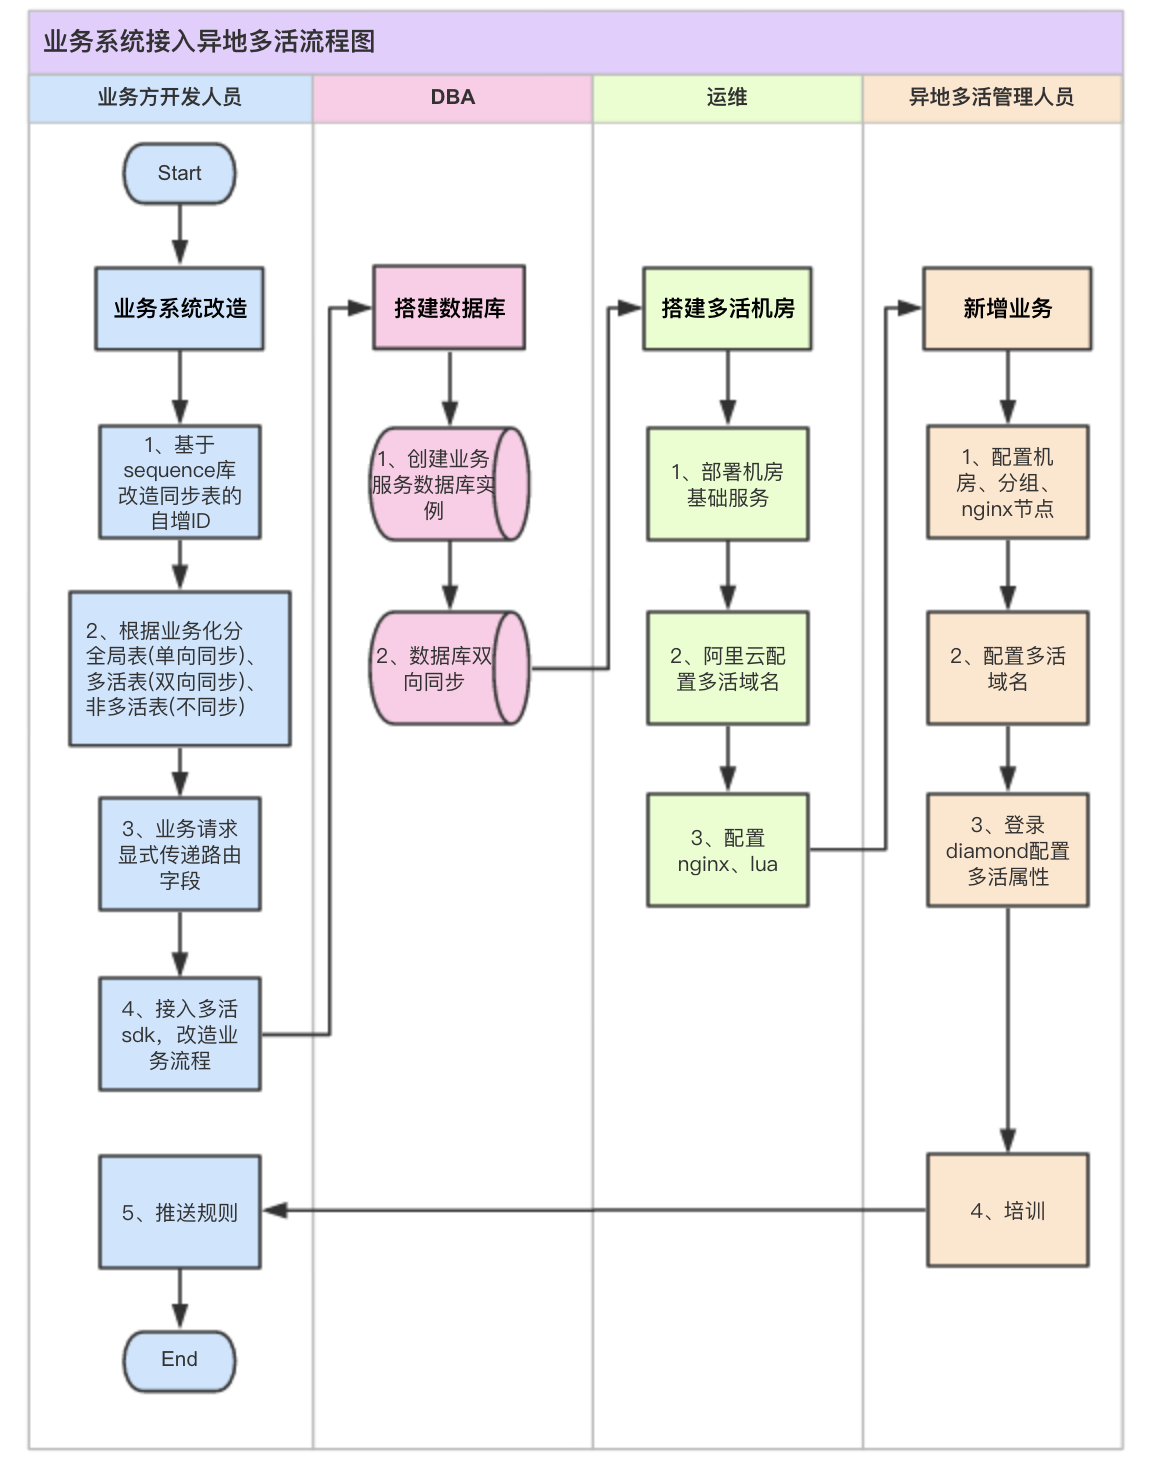 业务系统接入异地多活流程图
业务方开发人员
DBA
运维
异地多活管理人员
Start
业务系统改造
1、基于
sequence库
改造同步表的
自增ID
2、根据业务化分
全局表(单向同步)、
多活表(双向同步)、
非多活表(不同步)
3、业务请求
显式传递路由
字段
4、接入多活
sdk，改造业
务流程
5、推送规则
End
搭建数据库
1、创建业务
服务数据库实
例
2、数据库双
向同步
搭建多活机房
1、部署机房
基础服务
2、阿里云配
置多活域名
3、配置
nginx、lua
新增业务
1、配置机
房、分组、
nginx节点
2、配置多活
域名
3、登录
diamond配置
多活属性
4、培训